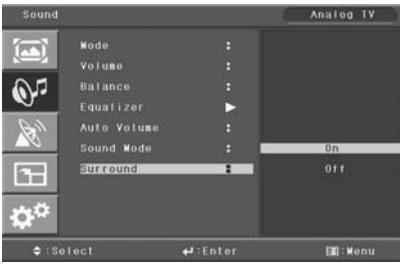 Sound Analog TV
Mode :
Volume :
Balance :
Equalizer ▶
Auto Volume :
Sound Mode :
Surround :
On
Off
:Select :Enter :Menu